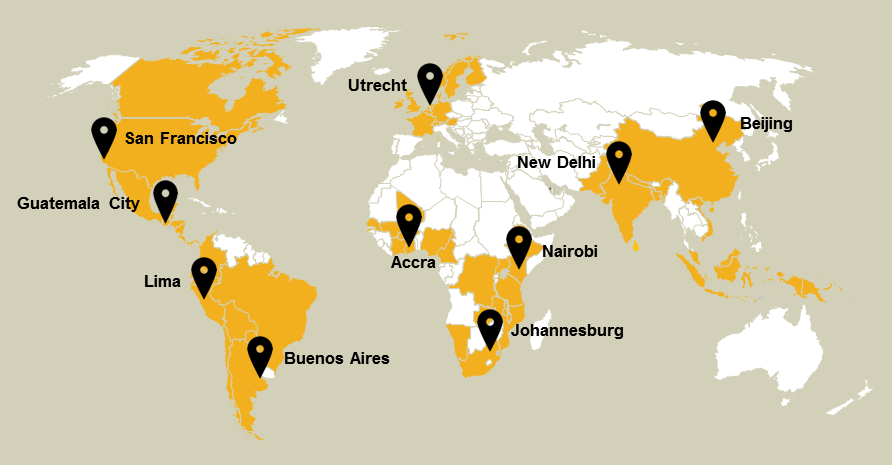 Utrecht
Beijing
San Francisco
New Delhi
Guatemala City
Nairobi
Accra
Lima
Johannesburg
Buenos Aires